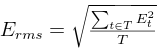 $E_{rms} = \sqrt{\frac{\sum_{t \in T} E_t^2}{T}}$